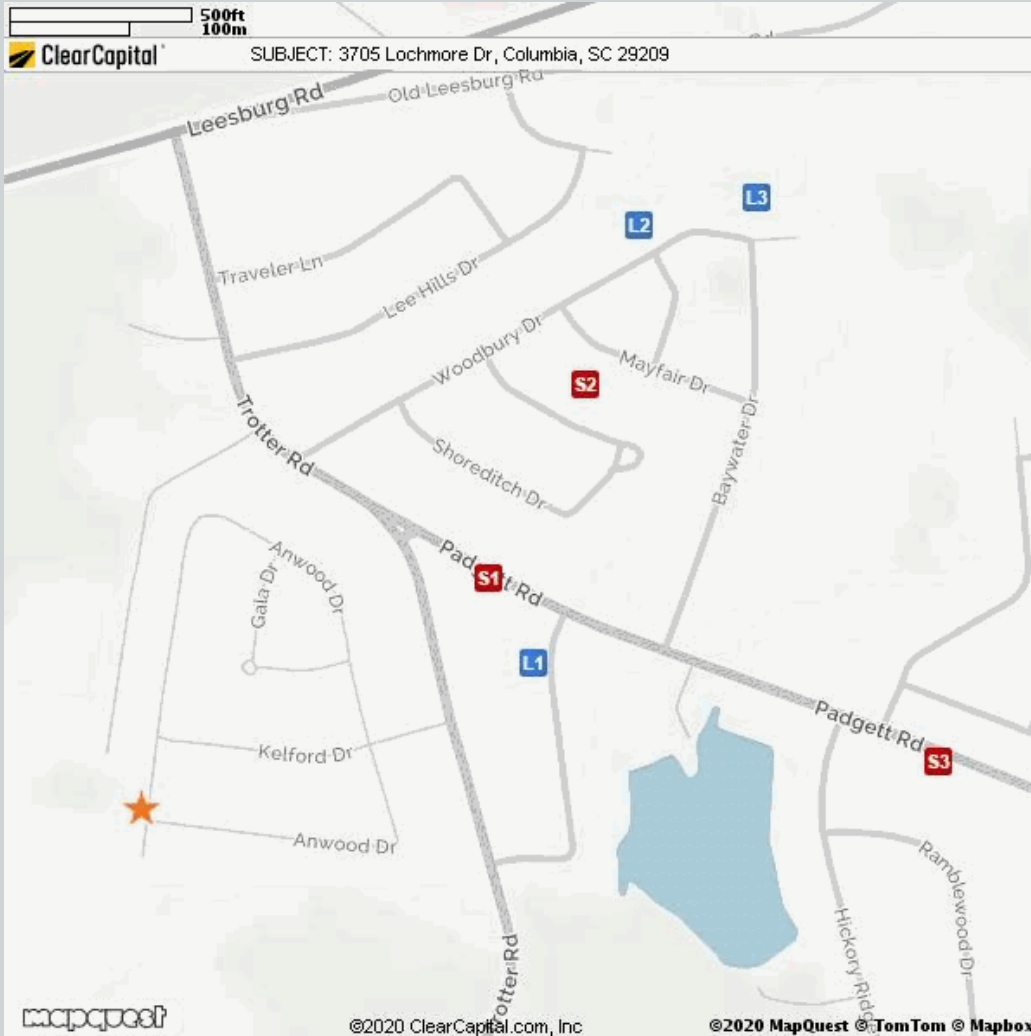 500ft
100m
ClearCapital
SUBJECT: 3705 Lochmore Dr, Columbia, SC 29209
Leesburg Rd
Old Leesburg Rd
L3
L2
Traveler Ln
Lee Hills Dr
Woodbury Dr
Mayfair Dr
S2
Trotter Rd
Baywater Dr
Shoreditch Dr
Anwood Dr
Gala Dr
Padgett Rd
S1
L1
Padgett Rd
Kelford Dr
S3
Anwood Dr
Ramblewood Dr
Hickory Ridge
Trotter Rd
mapquest
©2020 ClearCapital.com, Inc
©2020 MapQuest © TomTom © Mapbox